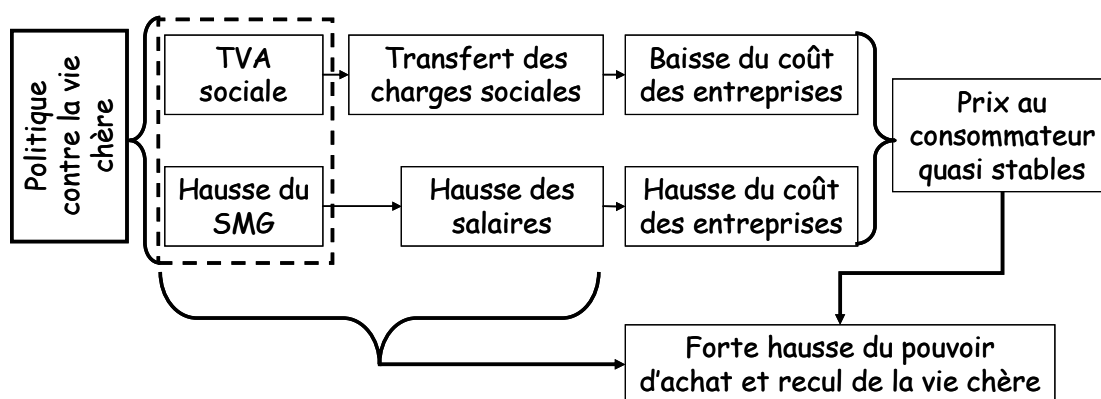 Politique
contre la vie
chère
TVA
sociale
Transfert des
charges sociales
Baisse du coût
des entreprises
Prix au
consommateur
quasi stables
Hausse du
SMG
Hausse des
salaires
Hausse du coût
des entreprises
Forte hausse du pouvoir
d'achat et recul de la vie chère